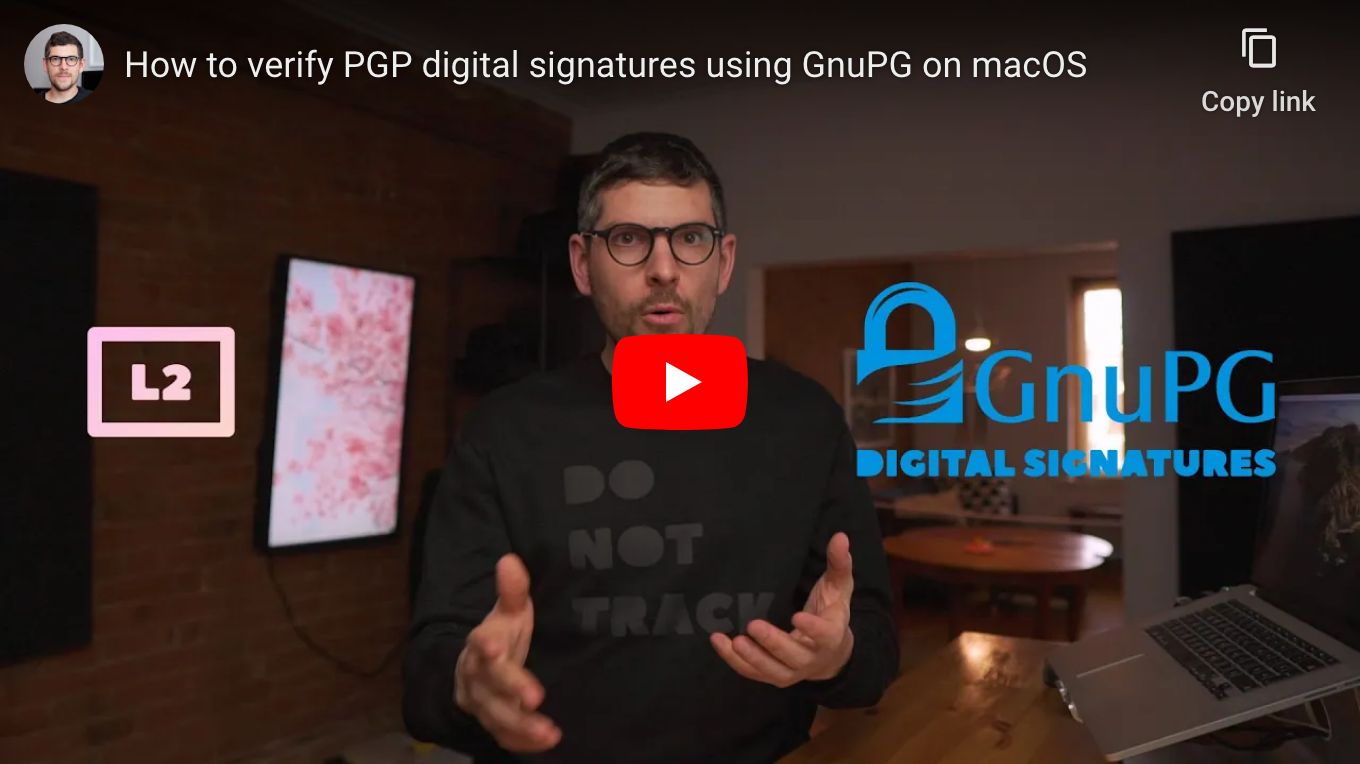 How to verify PGP digital signatures using GnuPG on macOS
Copy link
L2
GnuPG
DIGITAL SIGNATURES
DO
NOT
TRACK